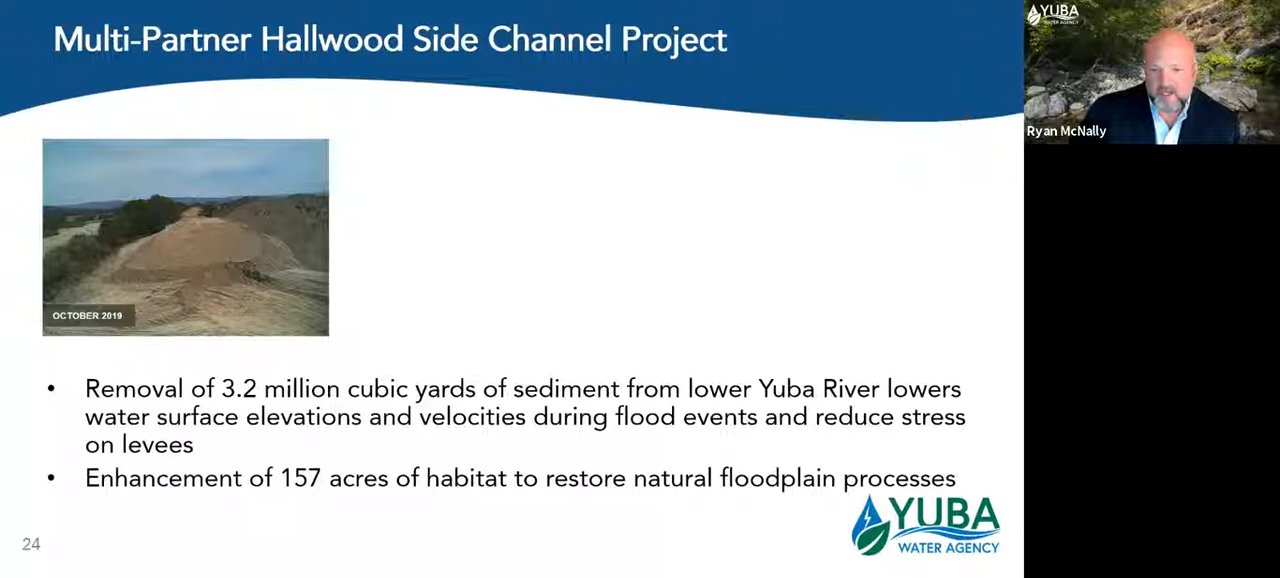 Multi-Partner Hallwood Side Channel Project
YUBA
WATER AGENCY
Ryan McNally
OCTOBER 2019
• Removal of 3.2 million cubic yards of sediment from lower Yuba River lowers
water surface elevations and velocities during flood events and reduce stress
on levees
• Enhancement of 157 acres of habitat to restore natural floodplain processes
YUBA
WATER AGENCY
24